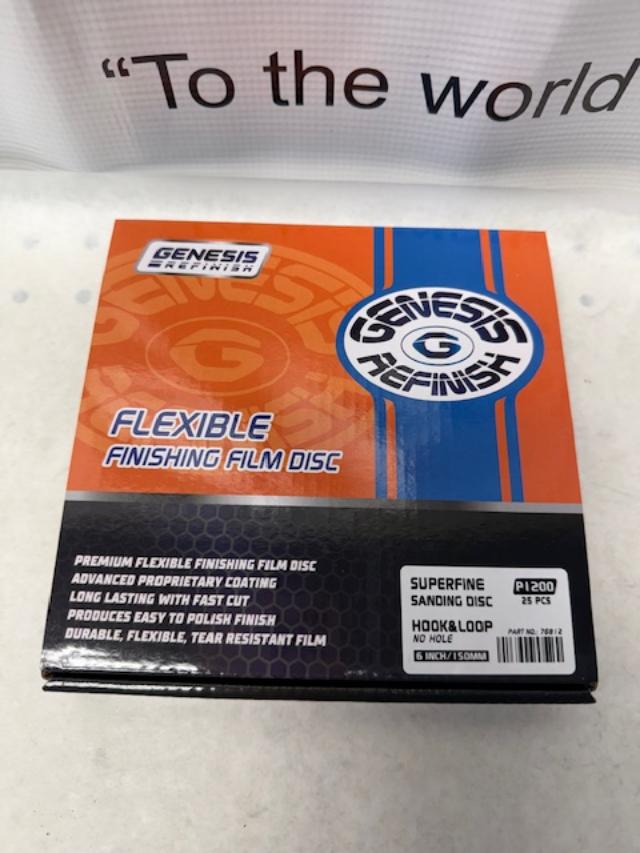 “To the world
GENESIS
REFINISH
GENESIS
G
REFINISH
GENESIS
G
FLEXIBLE
FINISHING FILM DISC
PREMIUM FLEXIBLE FINISHING FILM DISC
ADVANCED PROPRIETARY COATING
LONG LASTING WITH FAST CUT
PRODUCES EASY TO POLISH FINISH
DURABLE, FLEXIBLE, TEAR RESISTANT FILM
SUPERFINE P1200
SANDING DISC 25 PCS
HOOK&LOOP PART NO. 76812
NO HOLE
6 INCH/150MM